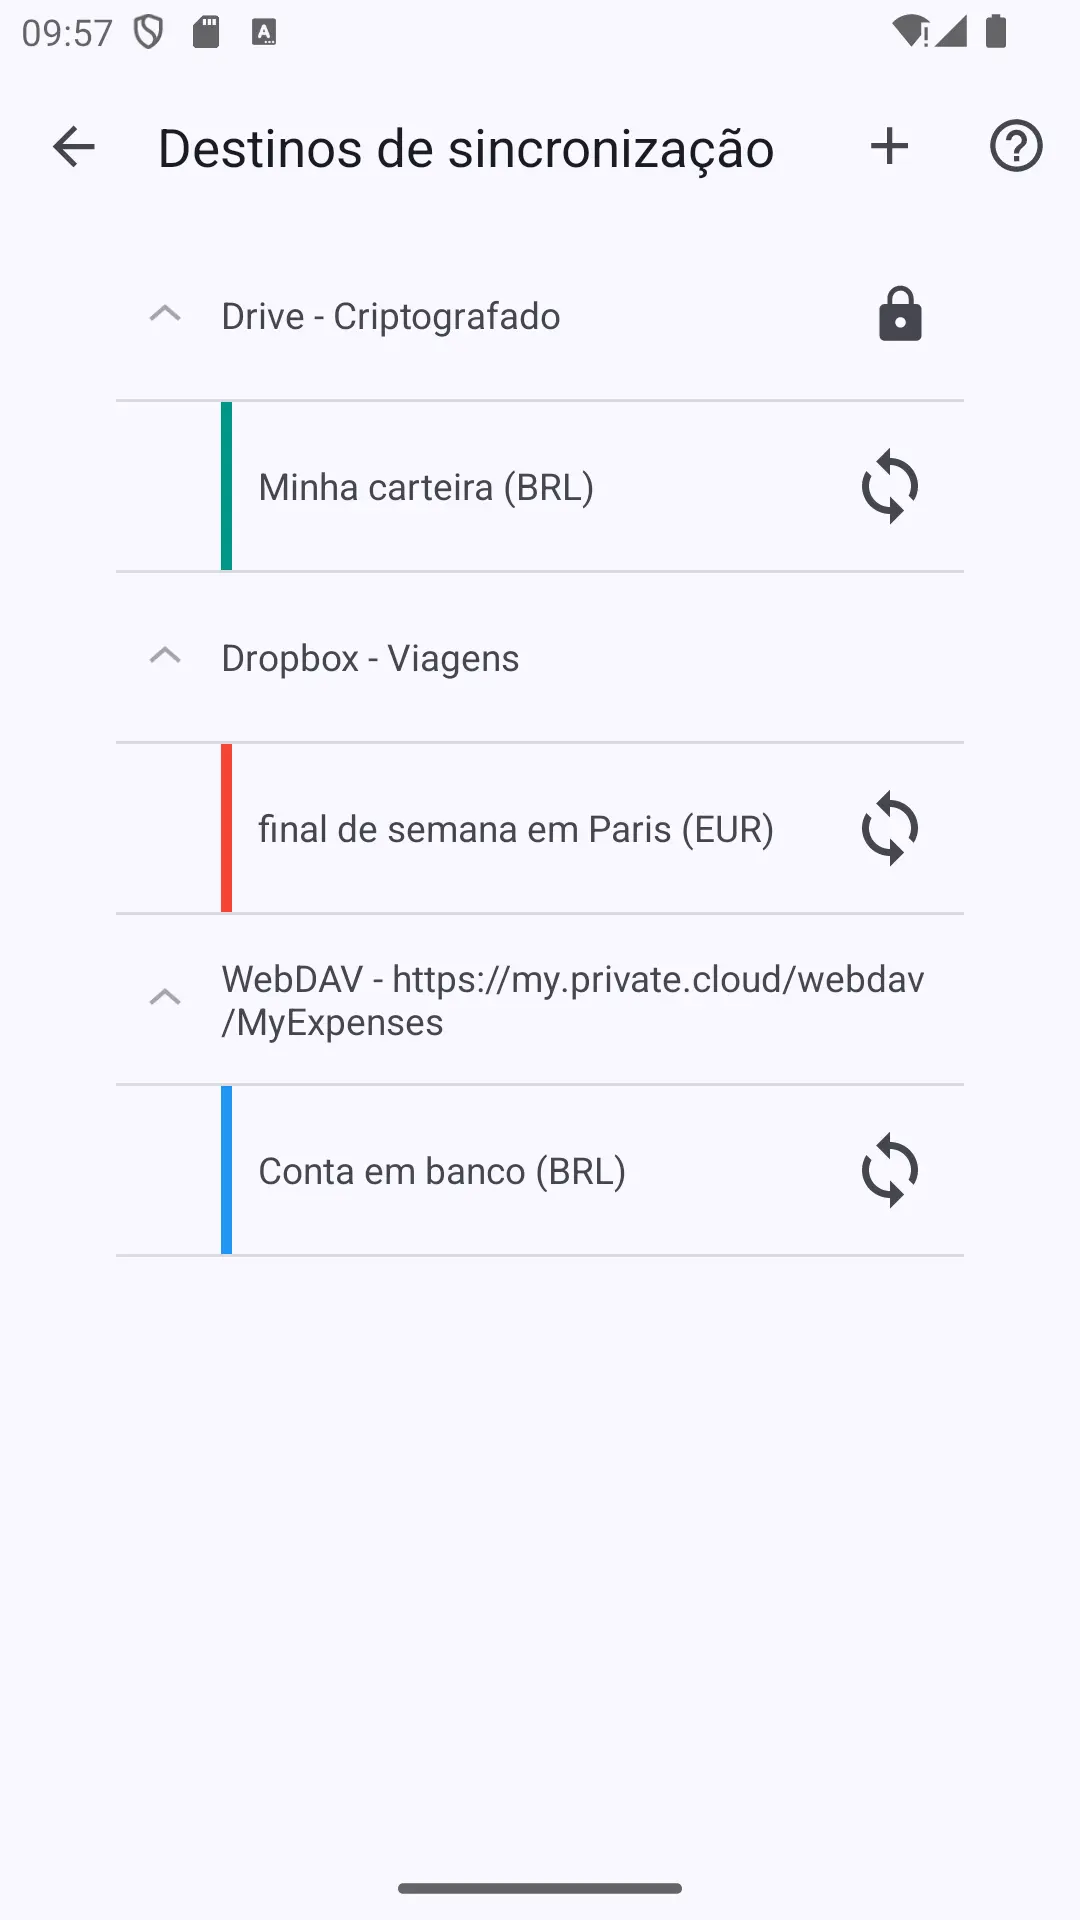 09:57
Destinos de sincronização
Drive - Criptografado
Minha carteira (BRL)
Dropbox - Viagens
final de semana em Paris (EUR)
WebDAV - https://my.private.cloud/webdav
/MyExpenses
Conta em banco (BRL)